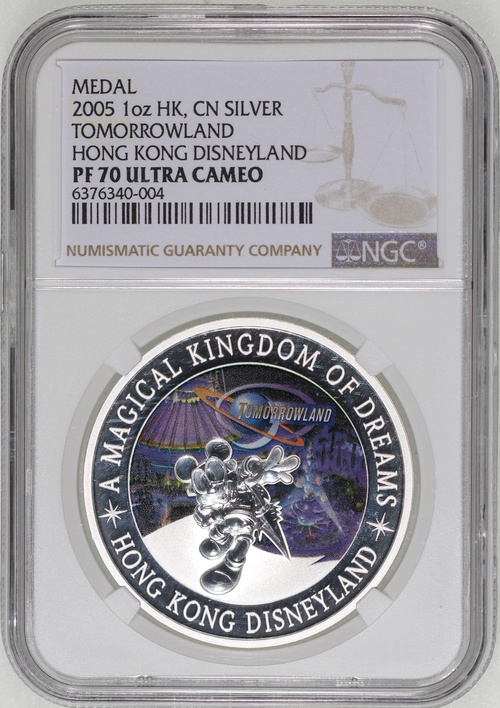 MEDAL
2005 1oz HK, CN SILVER
TOMORROWLAND
HONG KONG DISNEYLAND
PF 70 ULTRA CAMEO
6376340-004
NUMISMATIC GUARANTY COMPANY
NGC®
A MAGICAL KINGDOM OF DREAMS
TOMORROWLAND
HONG KONG DISNEYLAND